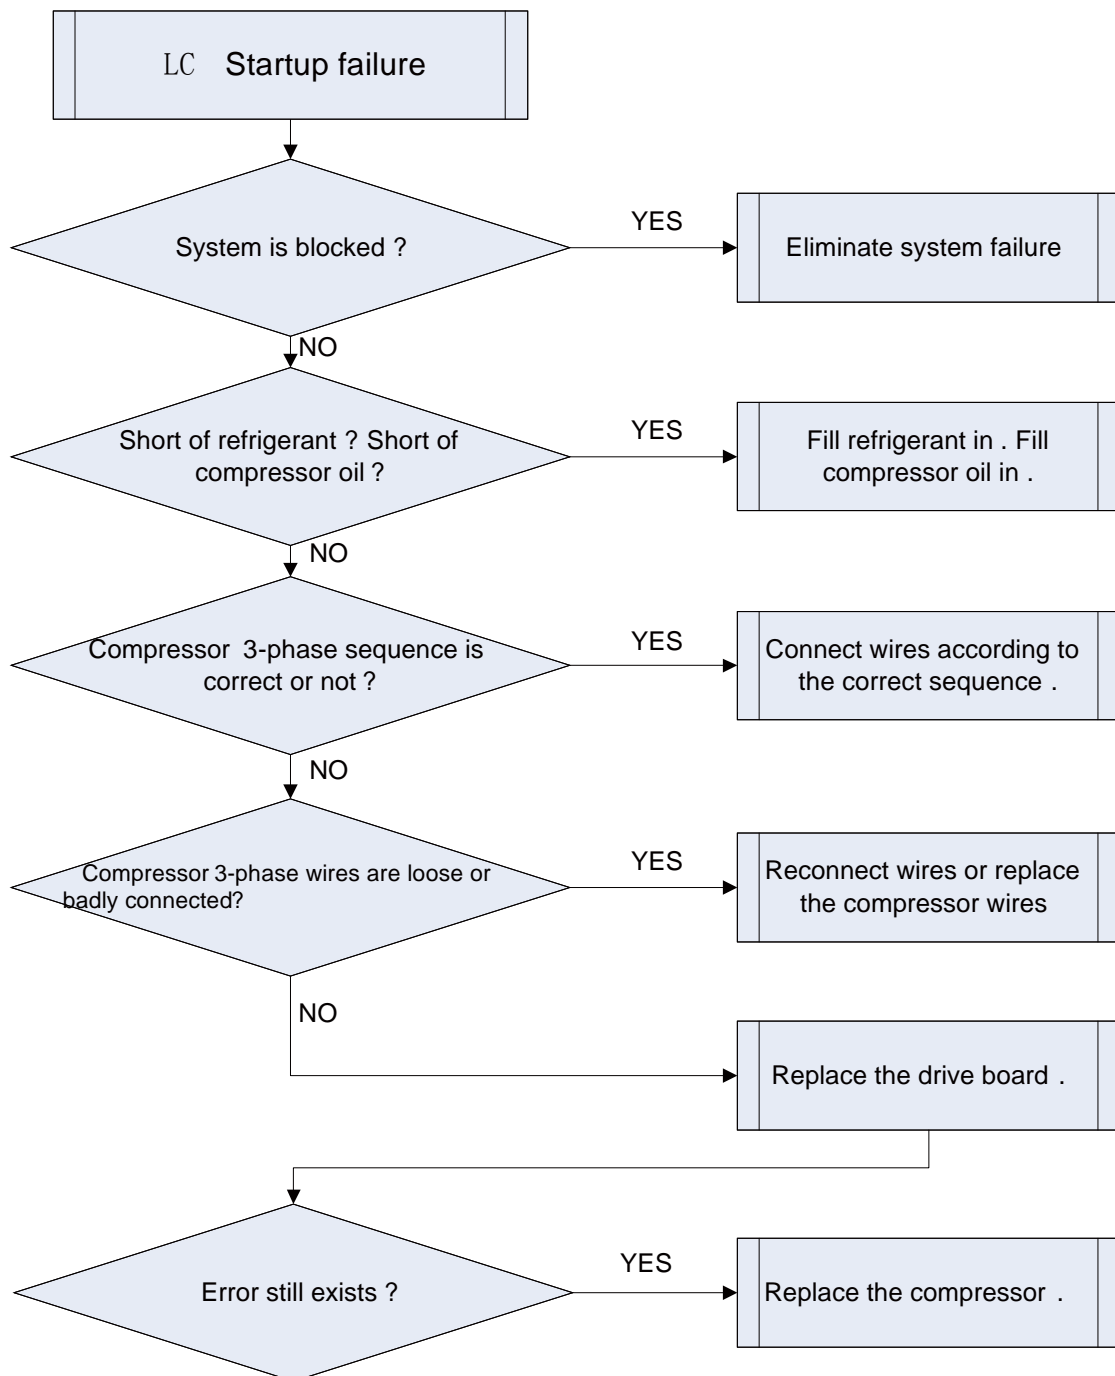 LC Startup failure
System is blocked ?
YES
Eliminate system failure
NO
Short of refrigerant ? Short of
compressor oil ?
YES
Fill refrigerant in . Fill
compressor oil in .
NO
Compressor 3-phase sequence is
correct or not ?
YES
Connect wires according to
the correct sequence .
NO
Compressor 3-phase wires are loose or
badly connected?
YES
Reconnect wires or replace
the compressor wires
NO
Replace the drive board .
Error still exists ?
YES
Replace the compressor .